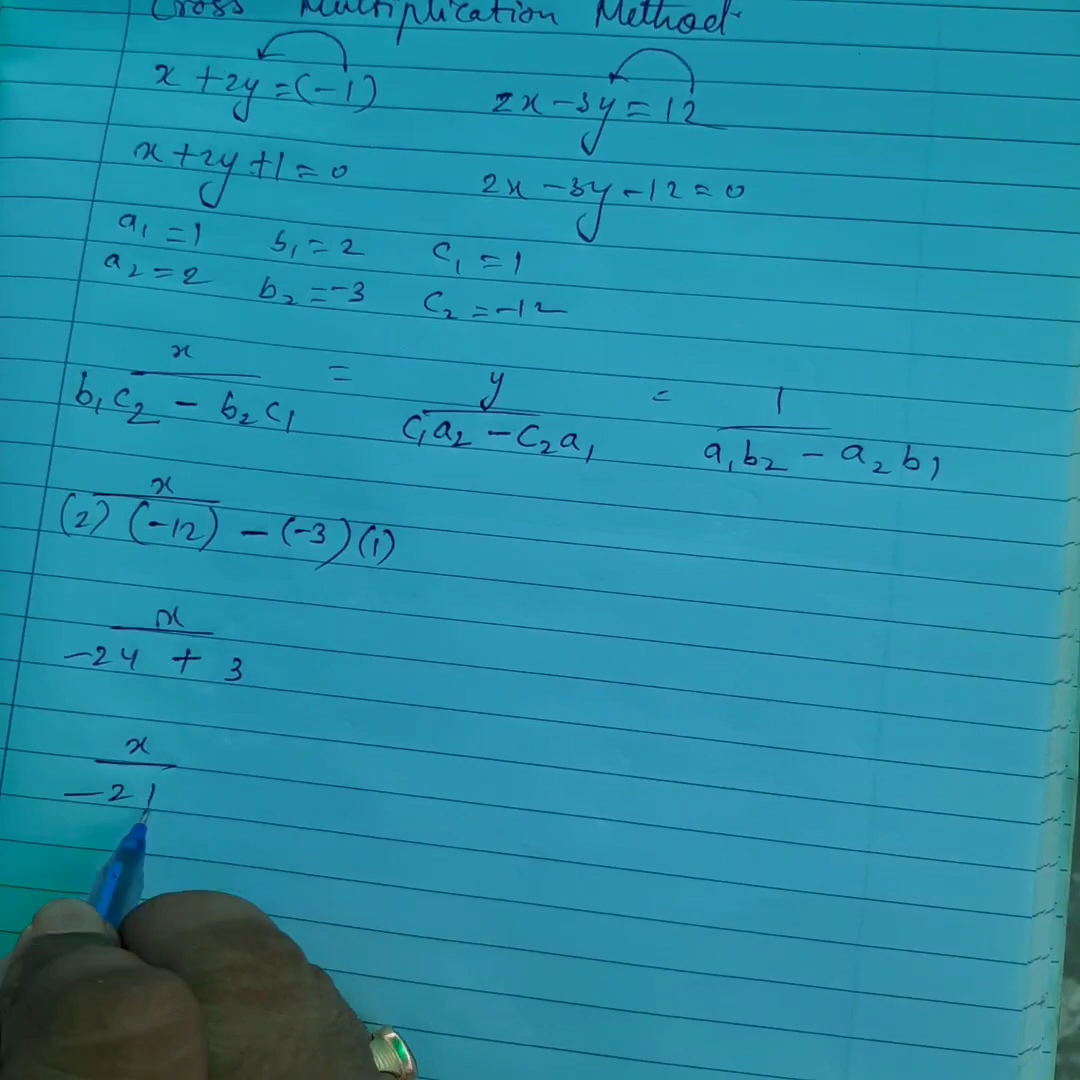 Cross Multiplication Method
x + 2y = (-1) 2x - 3y = 12
x + 2y + 1 = 0 2x - 3y - 12 = 0
a₁ = 1 b₁ = 2 c₁ = 1
a₂ = 2 b₂ = -3 c₂ = -12
x = y = 1
b₁c₂ - b₂c₁ c₁a₂ - c₂a₁ a₁b₂ - a₂b₁
x
(2) (-12) - (-3)(1)
x
-24 + 3
x
-21